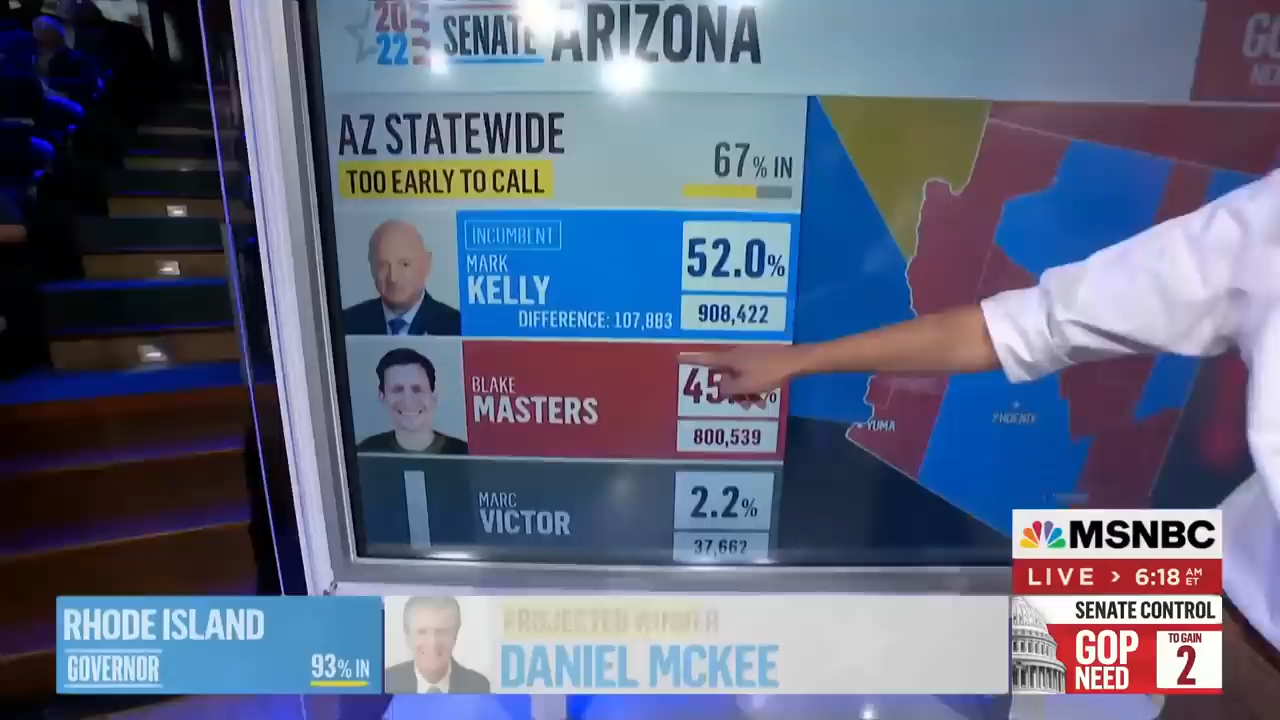 2022
SENATE ARIZONA
AZ STATEWIDE
TOO EARLY TO CALL
67% IN
INCUMBENT
MARK
KELLY
DIFFERENCE: 107,883
52.0%
908,422
BLAKE
MASTERS
800,539
MARC
VICTOR
2.2%
37,662
YUMA
PHOENIX
MSNBC
LIVE > 6:18 AM ET
SENATE CONTROL
GOP NEED
TO GAIN
2
RHODE ISLAND
GOVERNOR
93% IN
PROJECTED WINNER
DANIEL MCKEE